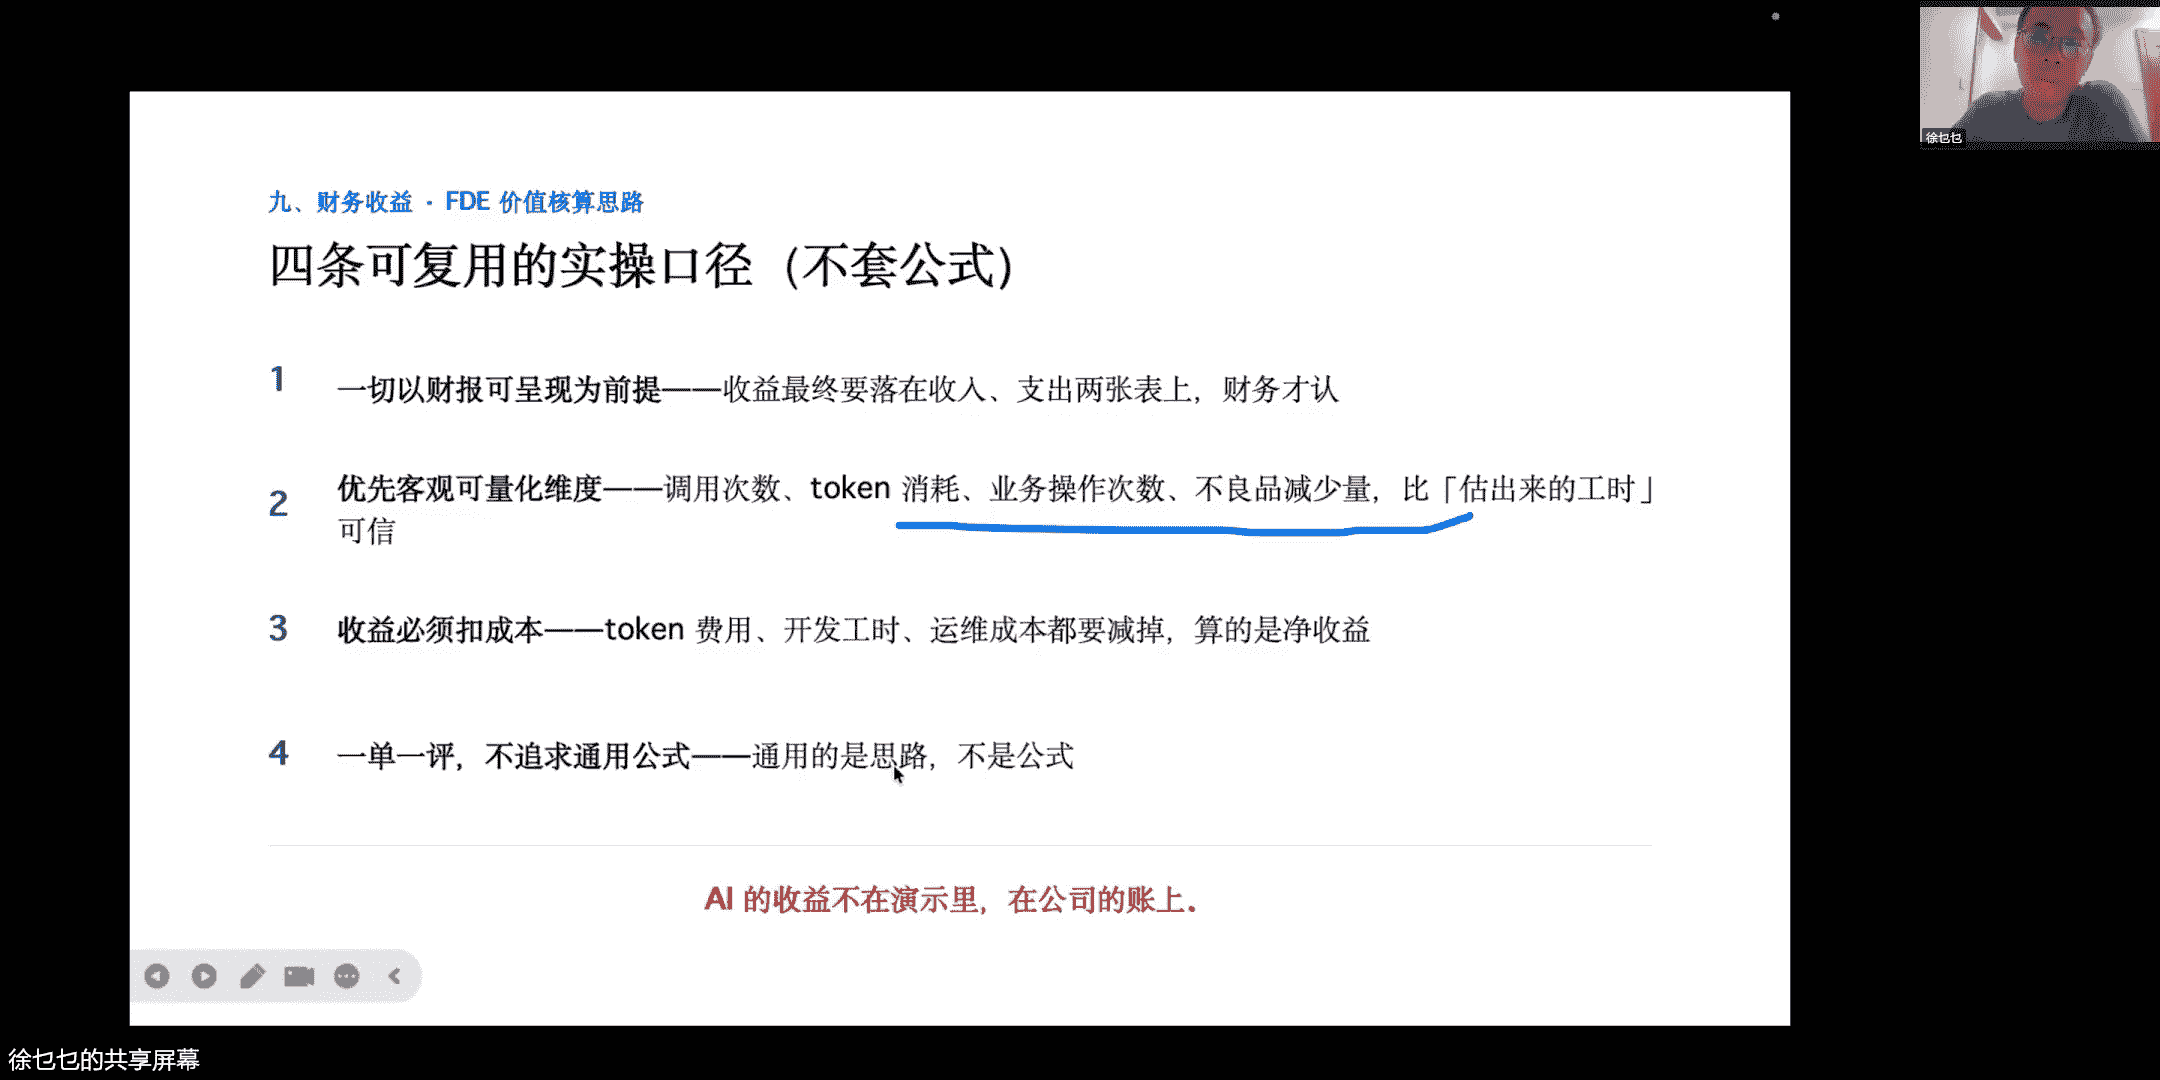 徐乜乜
九、财务收益 · FDE 价值核算思路
四条可复用的实操口径（不套公式）
1 一切以财报可呈现为前提——收益最终要落在收入、支出两张表上，财务才认
2 优先客观可量化维度——调用次数、token 消耗、业务操作次数、不良品减少量，比「估出来的工时」
可信
3 收益必须扣成本——token 费用、开发工时、运维成本都要减掉，算的是净收益
4 一单一评，不追求通用公式——通用的是思路，不是公式
AI 的收益不在演示里，在公司的账上。
徐乜乜的共享屏幕